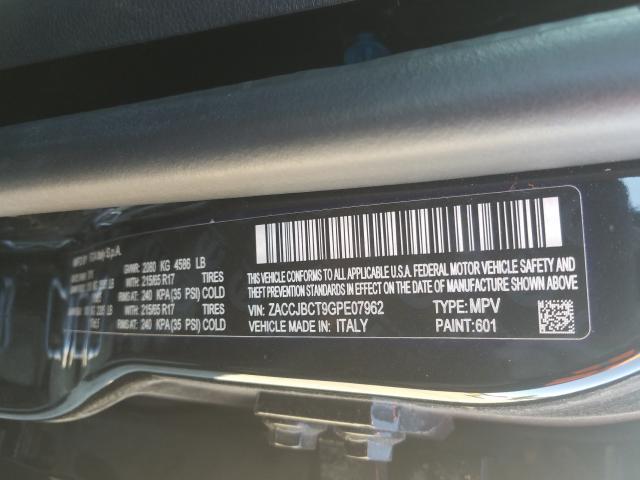 GVWR: 2080 KG 4586 LB
WITH: 215/65 R17 TIRES
RIMS AT: 240 KPA (35 PSI) COLD
WITH: 215/65 R17 TIRES
RIMS AT: 240 KPA (35 PSI) COLD
THIS VEHICLE CONFORMS TO ALL APPLICABLE U.S.A. FEDERAL MOTOR VEHICLE SAFETY AND
THEFT PREVENTION STANDARDS IN EFFECT ON THE DATE OF MANUFACTURE SHOWN ABOVE.
VIN: ZACCJBCT9GPE07962 TYPE: MPV
VEHICLE MADE IN: ITALY PAINT: 601